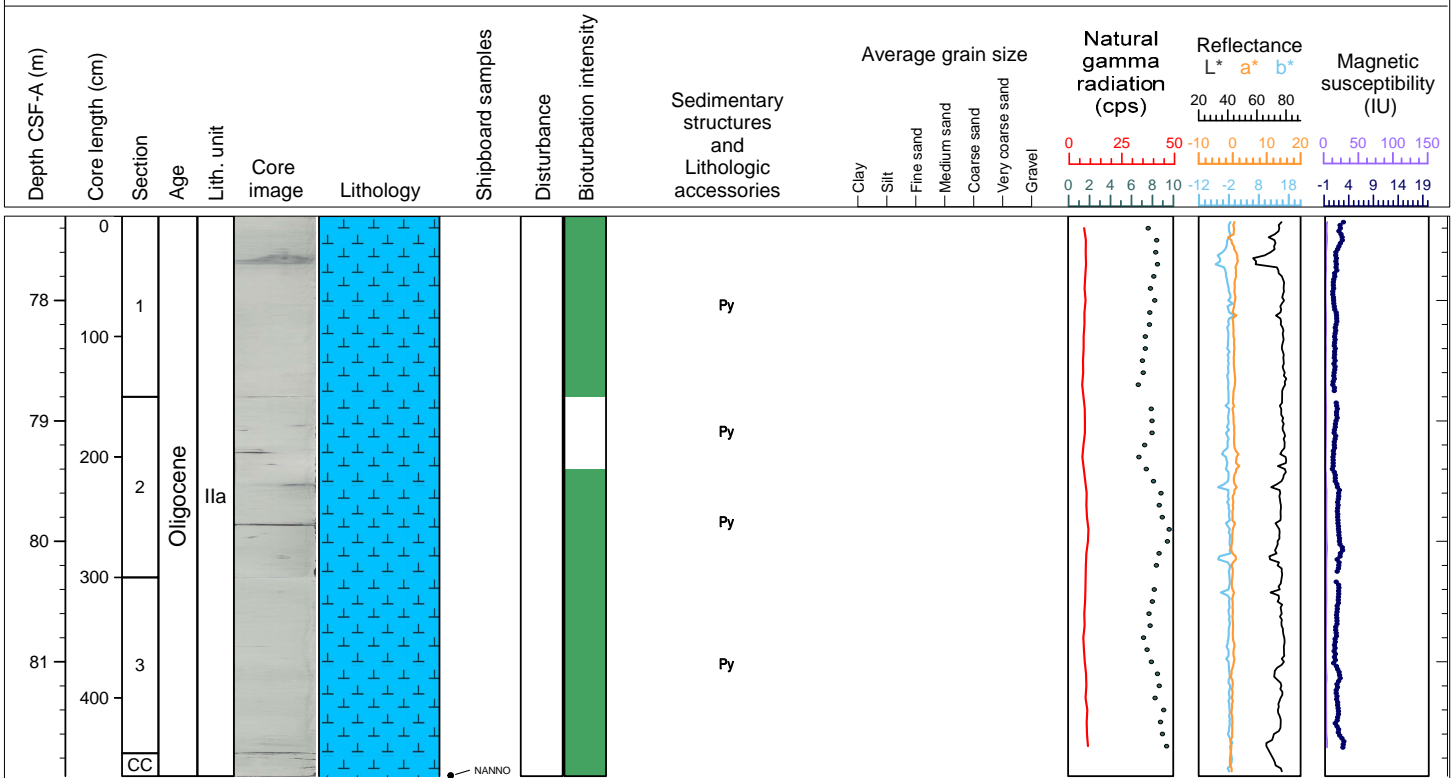 Depth CSF-A (m)
Core length (cm)
Section
Age
Lith. unit
Core
image
Lithology
Shipboard samples
Disturbance
Bioturbation intensity
Sedimentary
structures
and
Lithologic
accessories
Average grain size
Clay
Silt
Fine sand
Medium sand
Coarse sand
Very coarse sand
Gravel
Natural
gamma
radiation
(cps)
0 25 50
0 2 4 6 8 10
Reflectance
L* a* b*
20 40 60 80
-10 0 10 20
-12 -2 8 18
Magnetic
susceptibility
(IU)
0 50 100 150
-1 4 9 14 19
78
79
80
81
0
100
200
300
400
1
2
3
CC
Oligocene
IIa
NANNO
Py
Py
Py
Py